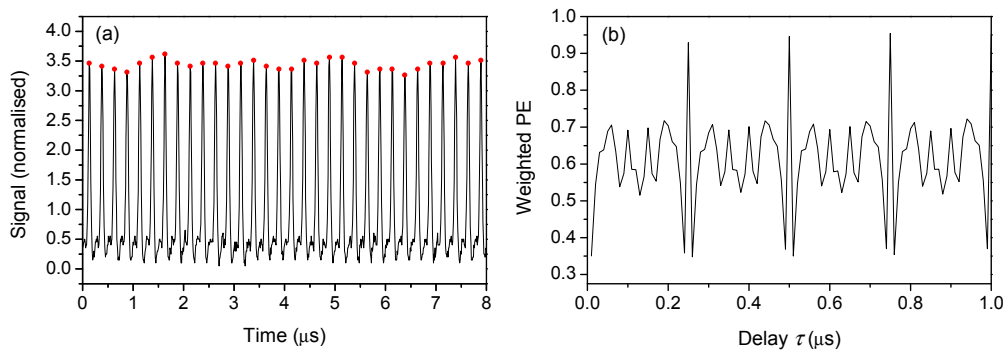 (a)
Signal (normalised)
4.0
3.5
3.0
2.5
2.0
1.5
1.0
0.5
0.0
0 1 2 3 4 5 6 7 8
Time (μs)
(b)
Weighted PE
1.0
0.9
0.8
0.7
0.6
0.5
0.4
0.3
0.0 0.2 0.4 0.6 0.8 1.0
Delay τ (μs)